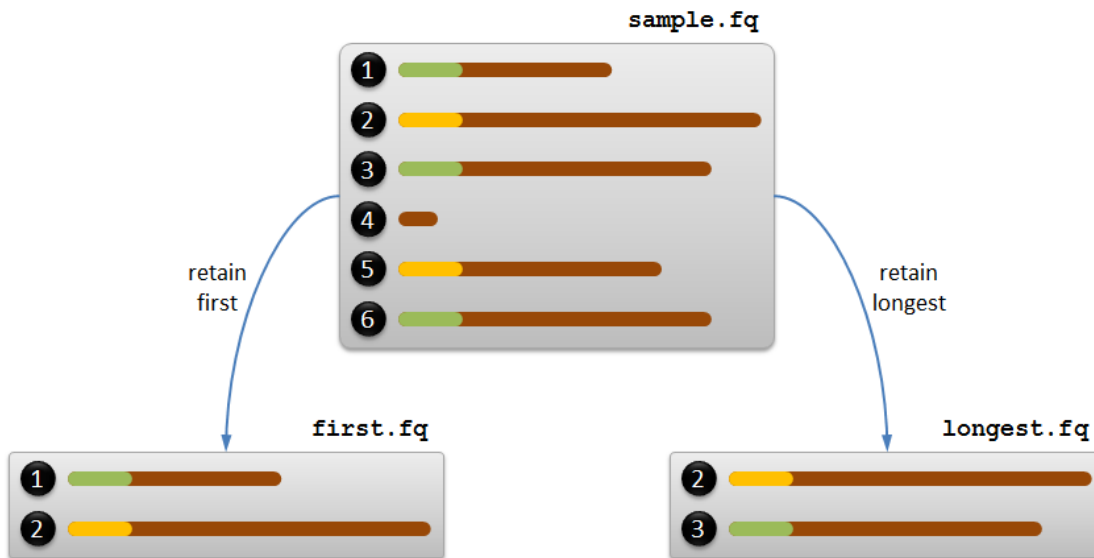 sample.fq
1
2
3
4
5
6
retain
first
retain
longest
first.fq
1
2
longest.fq
2
3